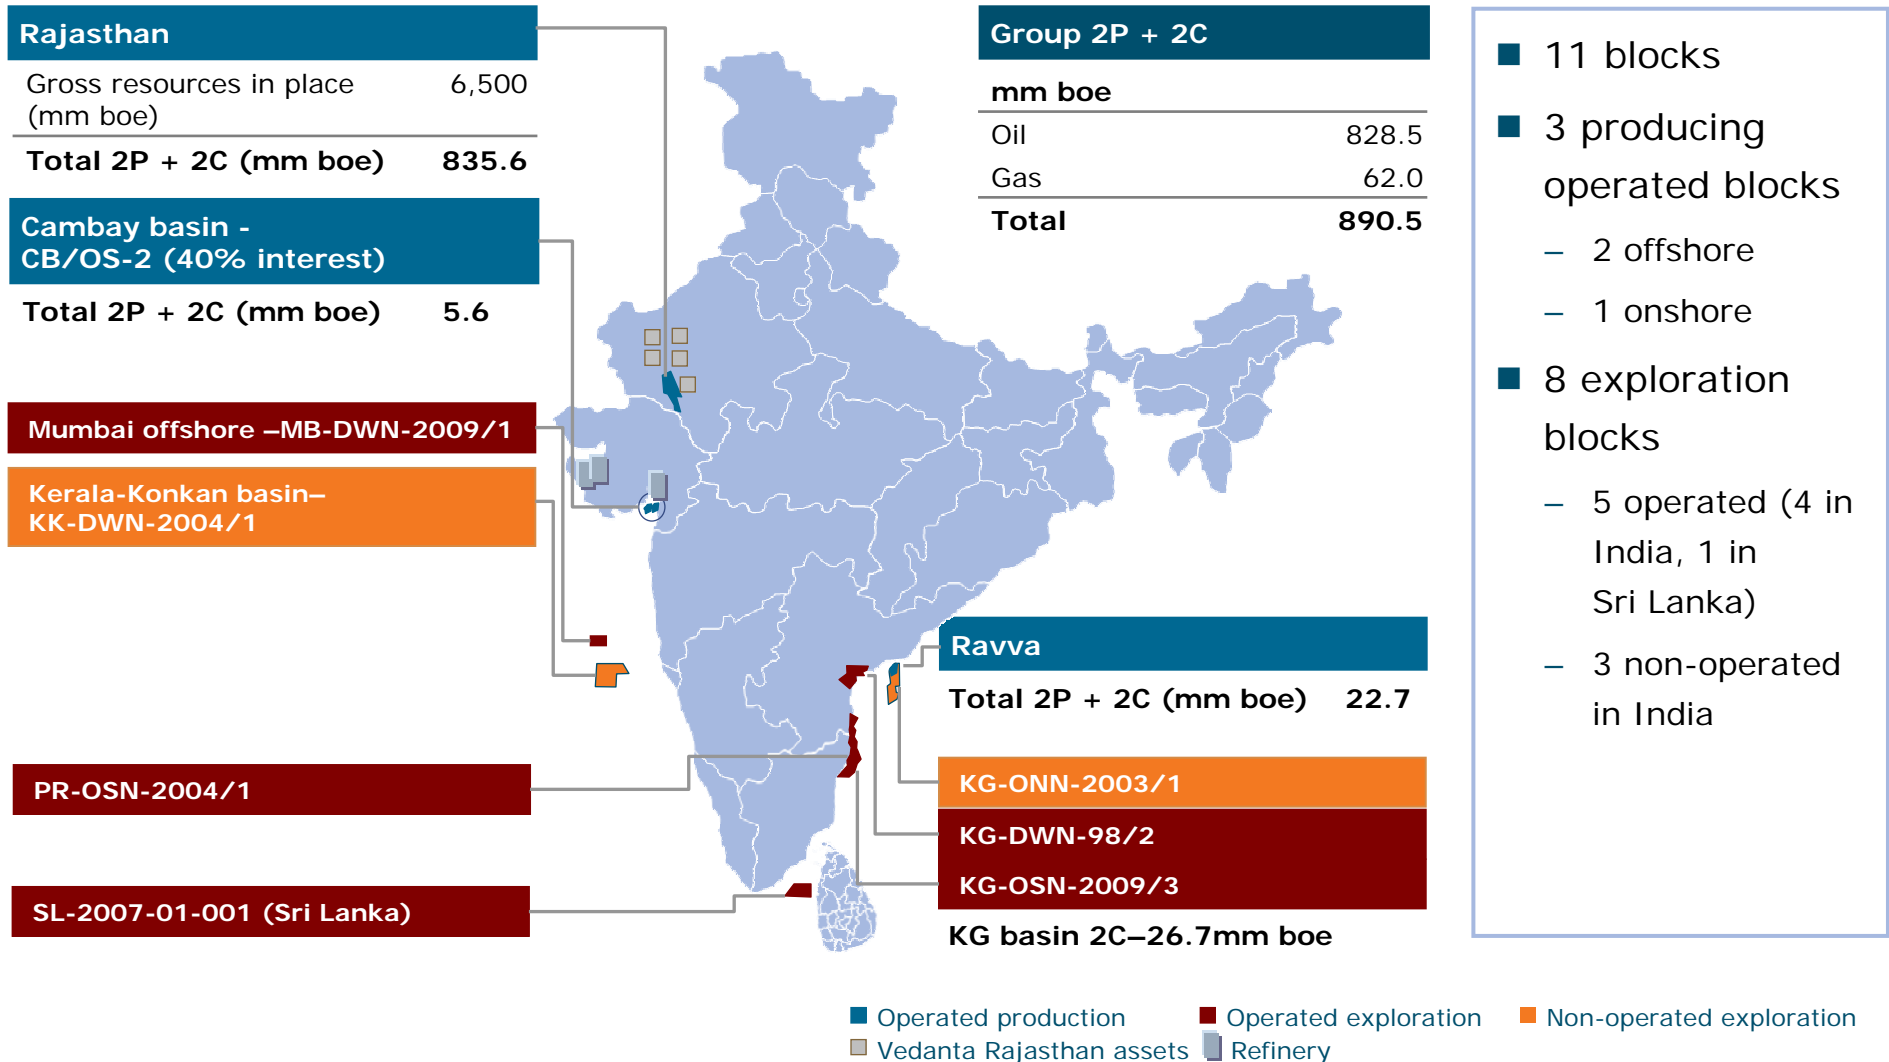 Rajasthan
Gross resources in place 6,500
(mm boe)
Total 2P + 2C (mm boe) 835.6
Cambay basin -
CB/OS-2 (40% interest)
Total 2P + 2C (mm boe) 5.6
Mumbai offshore –MB-DWN-2009/1
Kerala-Konkan basin–
KK-DWN-2004/1
PR-OSN-2004/1
SL-2007-01-001 (Sri Lanka)
Group 2P + 2C
mm boe
Oil 828.5
Gas 62.0
Total 890.5
Ravva
Total 2P + 2C (mm boe) 22.7
KG-ONN-2003/1
KG-DWN-98/2
KG-OSN-2009/3
KG basin 2C–26.7mm boe
■ 11 blocks
■ 3 producing
operated blocks
– 2 offshore
– 1 onshore
■ 8 exploration
blocks
– 5 operated (4 in
India, 1 in
Sri Lanka)
– 3 non-operated
in India
Operated production Operated exploration Non-operated exploration
Vedanta Rajasthan assets Refinery